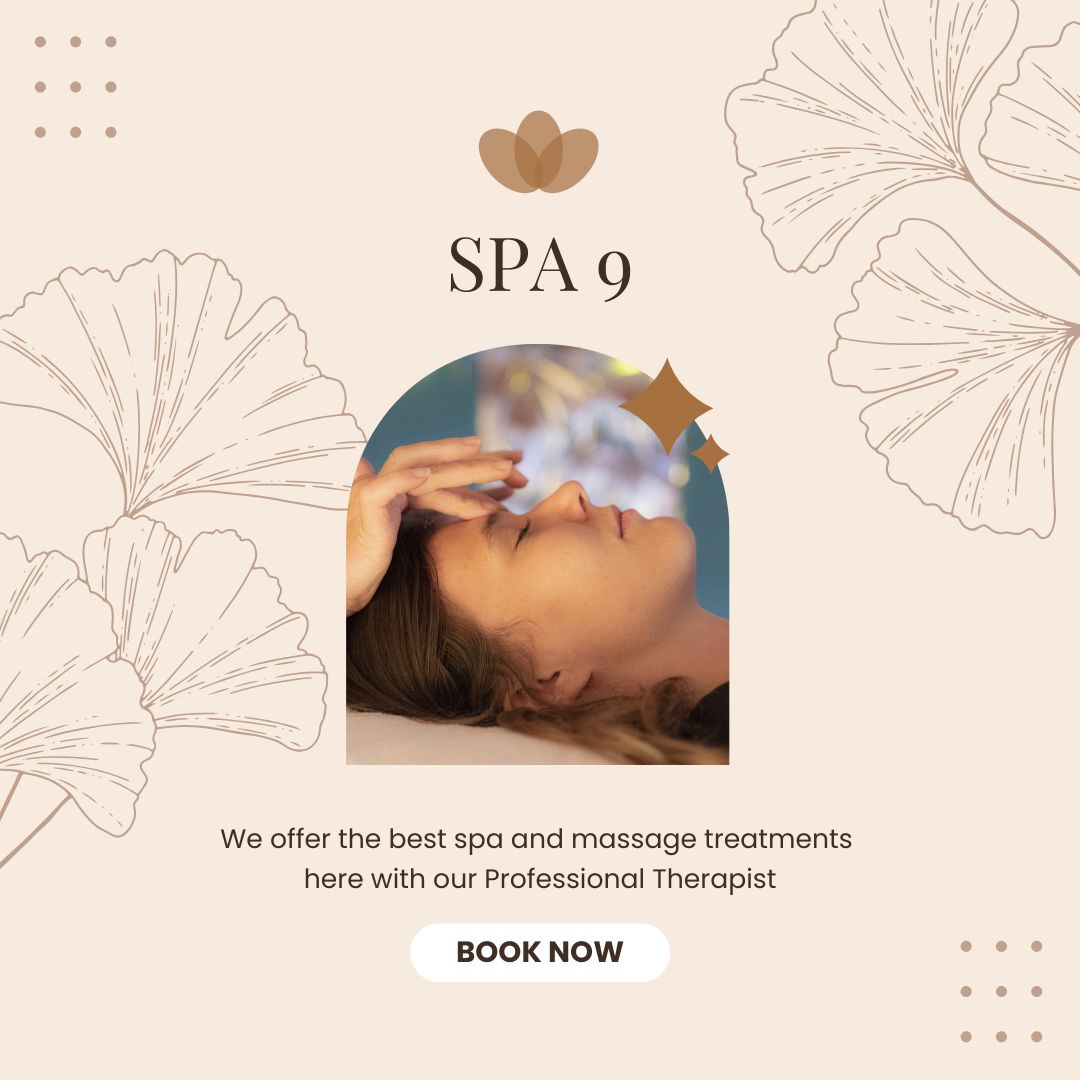 SPA 9
We offer the best spa and massage treatments
here with our Professional Therapist
BOOK NOW